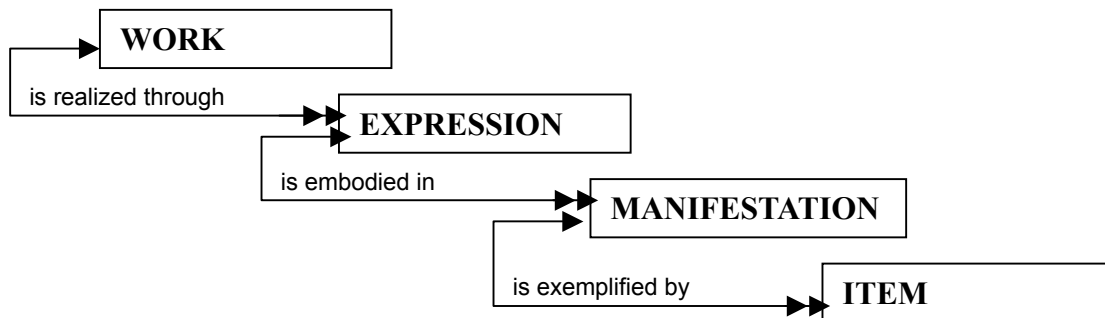 WORK
is realized through
EXPRESSION
is embodied in
MANIFESTATION
is exemplified by
ITEM